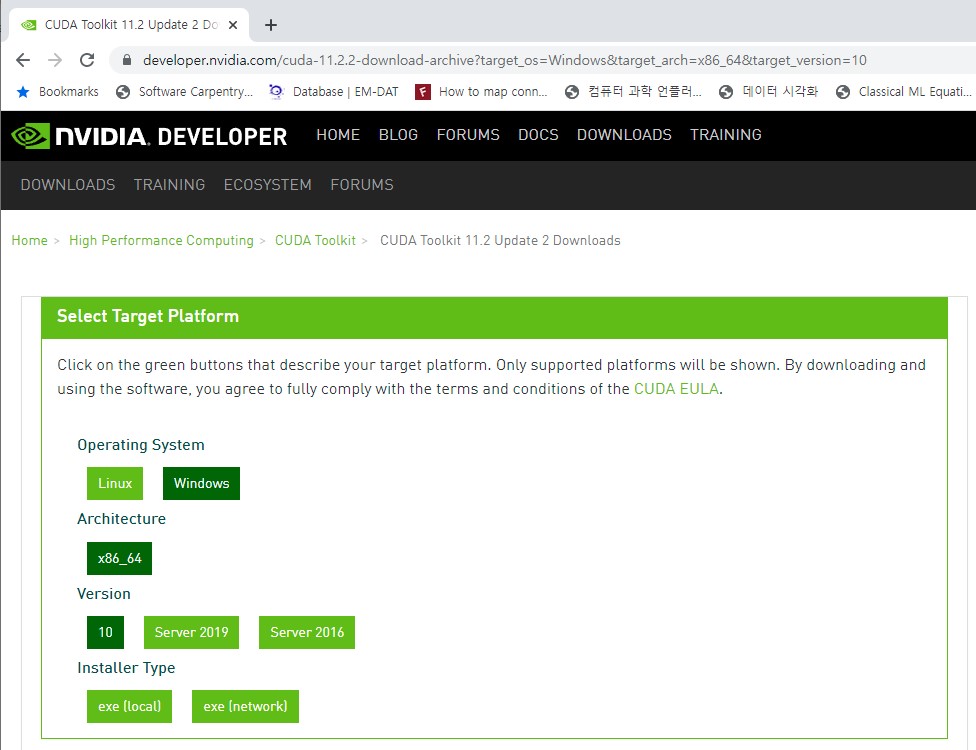 CUDA Toolkit 11.2 Update 2 Do
developer.nvidia.com/cuda-11.2.2-download-archive?target_os=Windows&target_arch=x86_64&target_version=10
Bookmarks Software Carpentry... Database | EM-DAT How to map conn... 컴퓨터 과학 언플러... 데이터 시각화 Classical ML Equati...
NVIDIA. DEVELOPER HOME BLOG FORUMS DOCS DOWNLOADS TRAINING
DOWNLOADS TRAINING ECOSYSTEM FORUMS
Home > High Performance Computing > CUDA Toolkit > CUDA Toolkit 11.2 Update 2 Downloads
Select Target Platform
Click on the green buttons that describe your target platform. Only supported platforms will be shown. By downloading and
using the software, you agree to fully comply with the terms and conditions of the CUDA EULA.
Operating System
Linux Windows
Architecture
x86_64
Version
10 Server 2019 Server 2016
Installer Type
exe (local) exe (network)